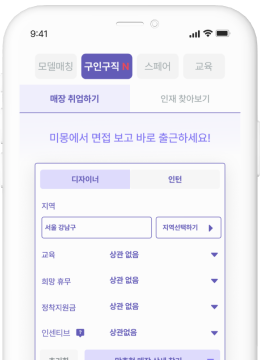 9:41
모델매칭 구인구직 스페어 교육
매장 취업하기 인재 찾아보기
미용에서 면접 보고 바로 출근하세요!
디자이너 인턴
지역
서울 강남구 지역선택하기
교육 상관 없음
희망 휴무 상관 없음
정착지원금 상관 없음
인센티브 상관없음